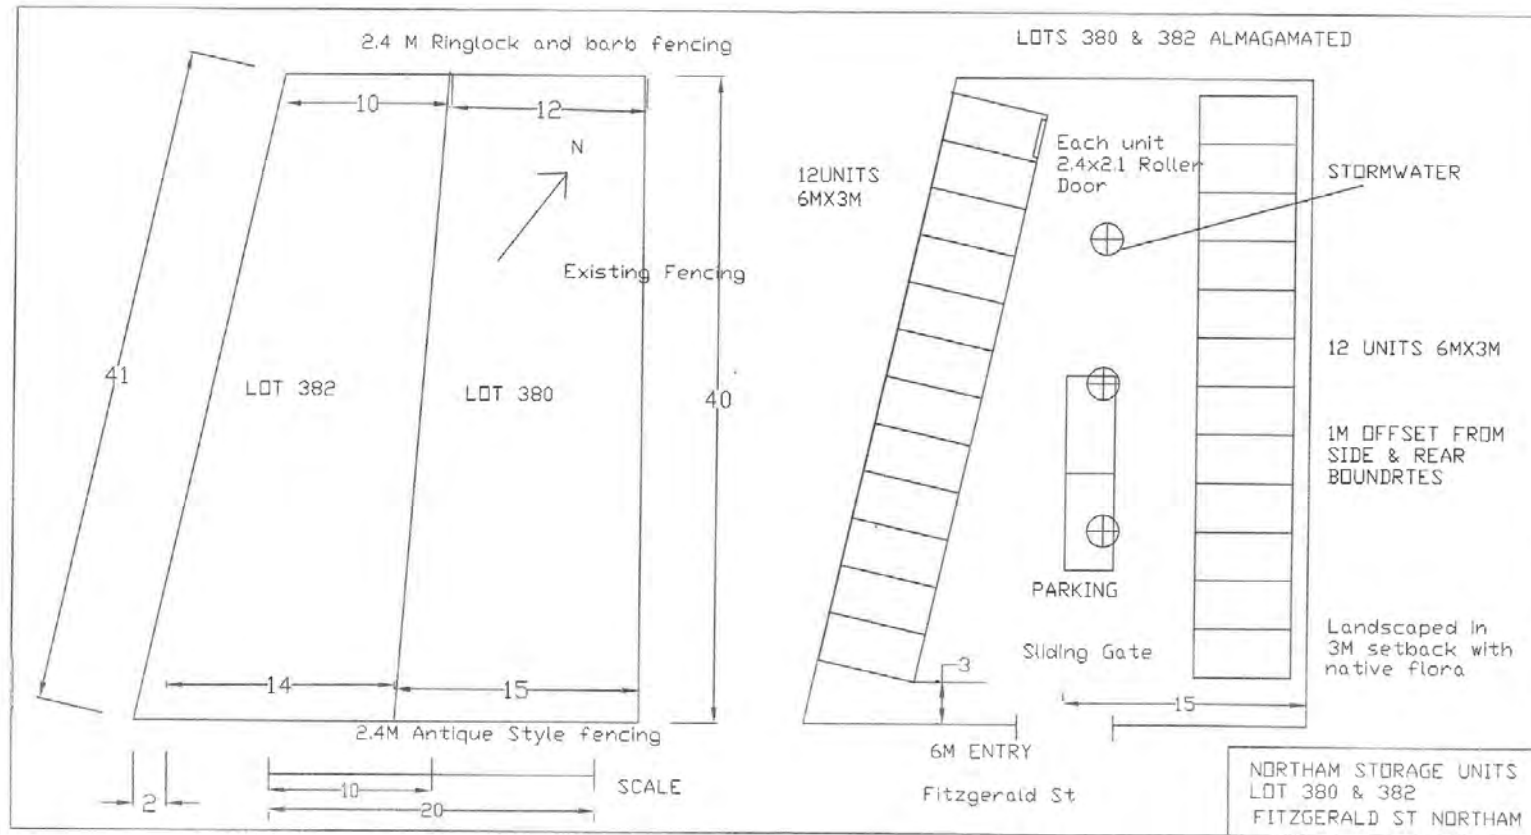 2.4 M Ringlock and barb fencing
10
12
N
Existing Fencing
41
LOT 382
LOT 380
40
14
15
2.4M Antique Style fencing
2
10
20
SCALE
LOTS 380 & 382 ALMAGAMATED
12UNITS
6MX3M
Each unit
2.4x2.1 Roller
Door
STORMWATER
12 UNITS 6MX3M
1M OFFSET FROM
SIDE & REAR
BOUNDRTES
PARKING
Sliding Gate
3
Landscaped in
3M setback with
native flora
15
6M ENTRY
Fitzgerald St
NORTHAM STORAGE UNITS
LOT 380 & 382
FITZGERALD ST NORTHAM